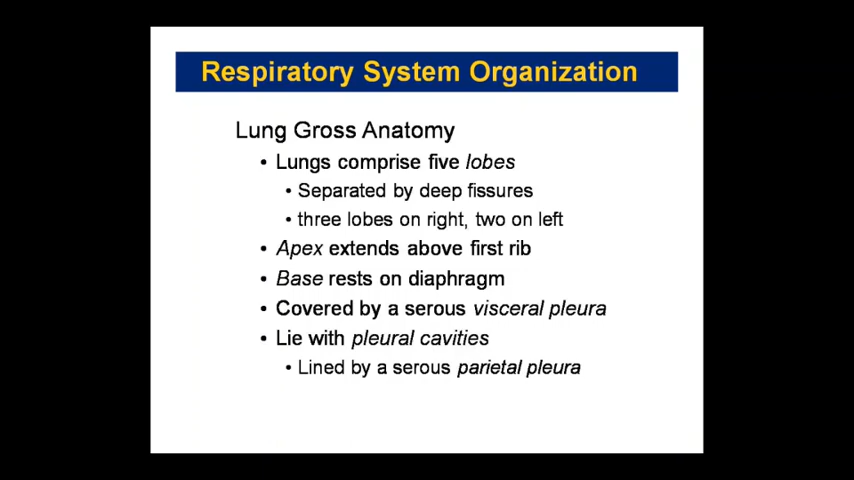 Respiratory System Organization
Lung Gross Anatomy
• Lungs comprise five lobes
• Separated by deep fissures
• three lobes on right, two on left
• Apex extends above first rib
• Base rests on diaphragm
• Covered by a serous visceral pleura
• Lie with pleural cavities
• Lined by a serous parietal pleura